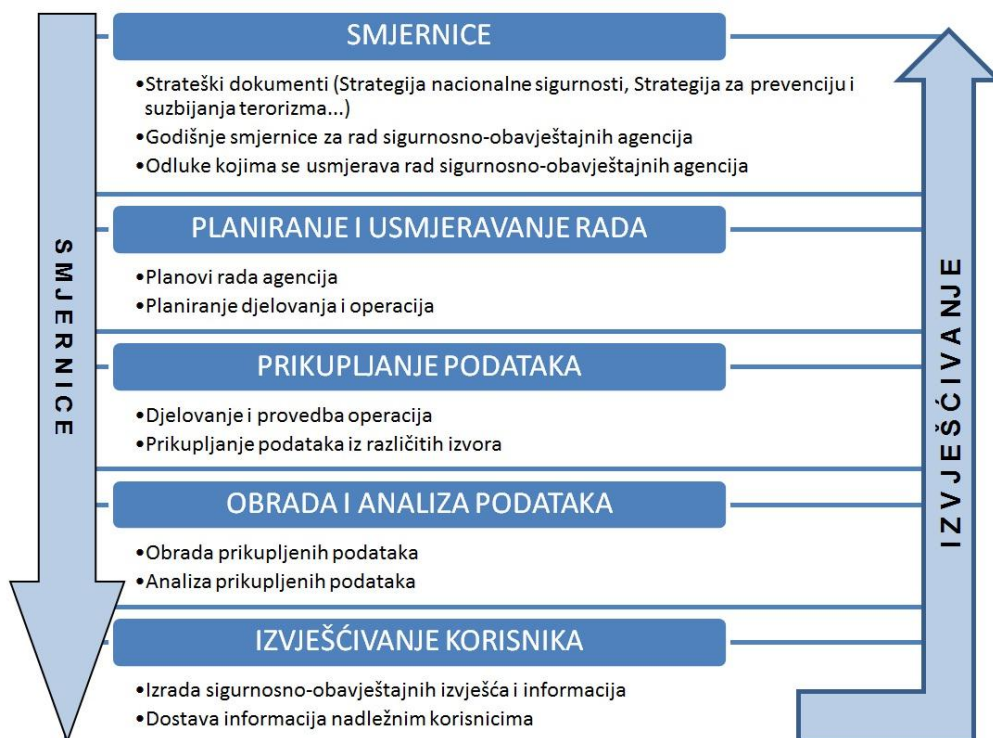 SMJERNICE
•Strateški dokumenti (Strategija nacionalne sigurnosti, Strategija za prevenciju i
suzbijanja terorizma...)
•Godišnje smjernice za rad sigurnosno-obavještajnih agencija
•Odluke kojima se usmjerava rad sigurnosno-obavještajnih agencija
PLANIRANJE I USMJERAVANJE RADA
•Planovi rada agencija
•Planiranje djelovanja i operacija
PRIKUPLJANJE PODATAKA
•Djelovanje i provedba operacija
•Prikupljanje podataka iz različitih izvora
OBRADA I ANALIZA PODATAKA
•Obrada prikupljenih podataka
•Analiza prikupljenih podataka
IZVJEŠĆIVANJE KORISNIKA
•Izrada sigurnosno-obavještajnih izvješća i informacija
•Dostava informacija nadležnim korisnicima
SMJERNICE
IZVJEŠĆIVANJE